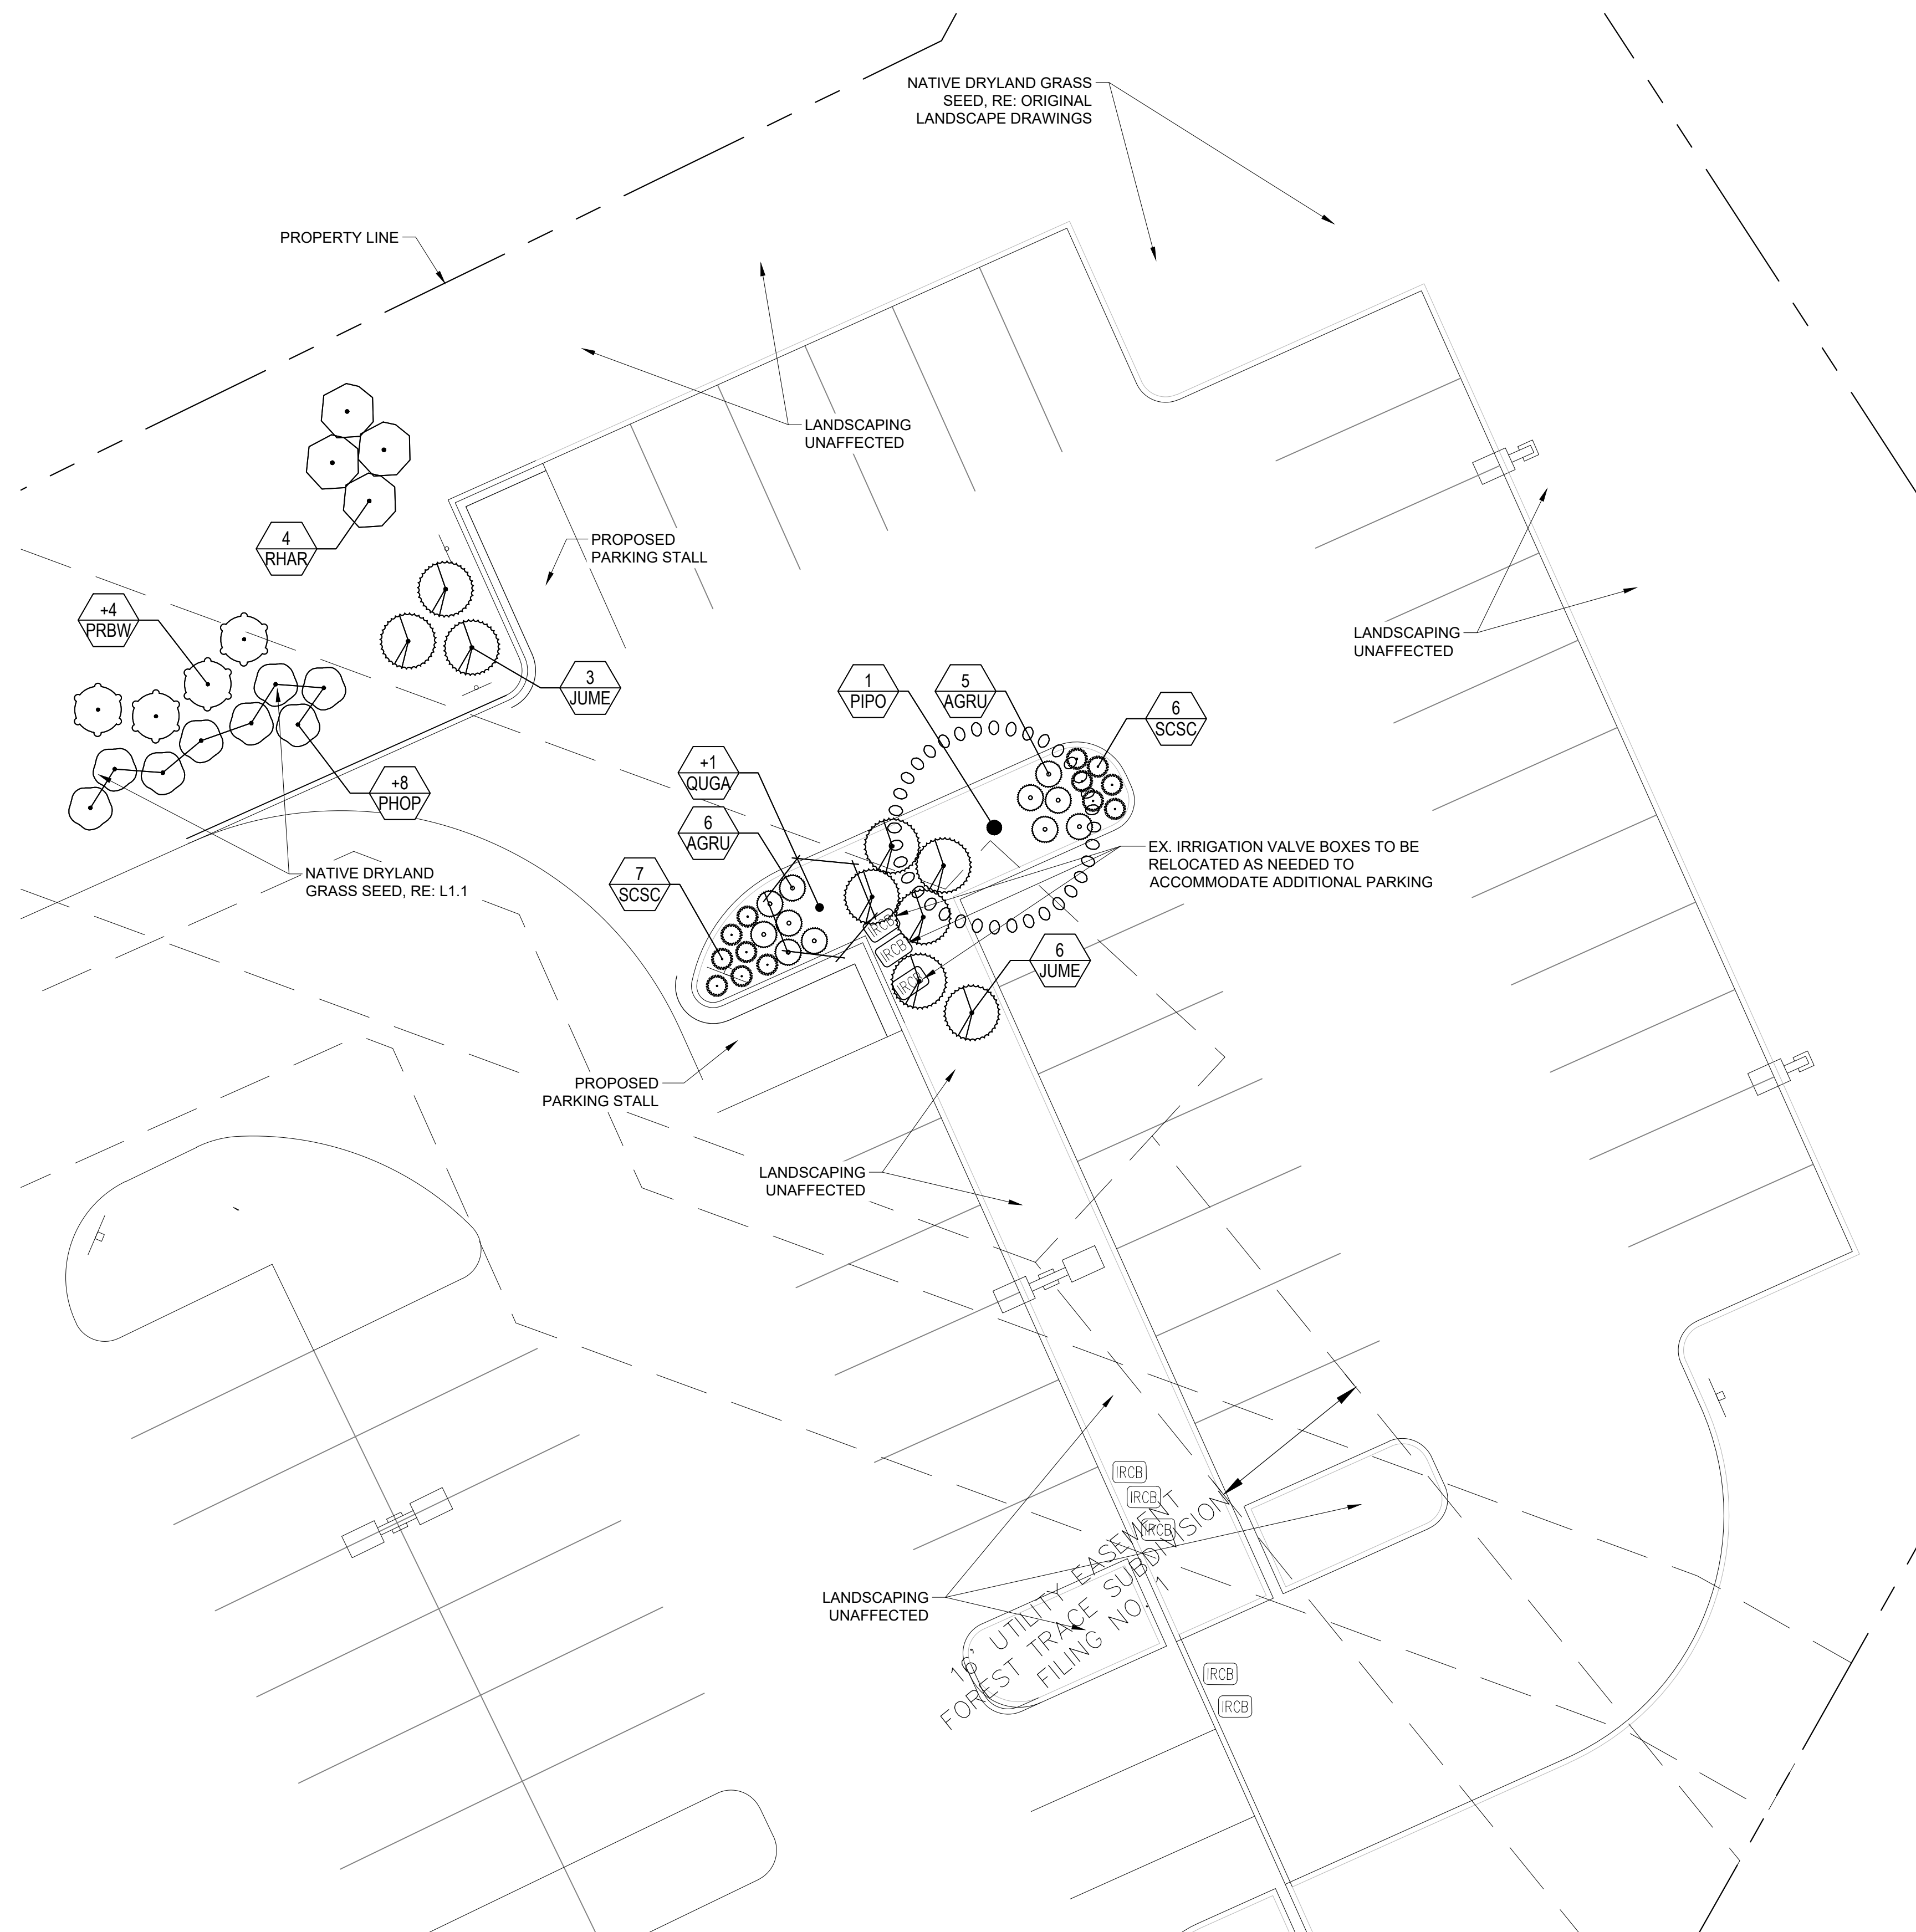 NATIVE DRYLAND GRASS
SEED, RE: ORIGINAL
LANDSCAPE DRAWINGS
PROPERTY LINE
LANDSCAPING
UNAFFECTED
4
RHAR
PROPOSED
PARKING STALL
+4
PRBW
LANDSCAPING
UNAFFECTED
3
JUME
1
PIPO
5
AGRU
6
SCSC
+8
PHOP
+1
QUGA
6
AGRU
7
SCSC
NATIVE DRYLAND
GRASS SEED, RE: L1.1
EX. IRRIGATION VALVE BOXES TO BE
RELOCATED AS NEEDED TO
ACCOMMODATE ADDITIONAL PARKING
IRCB
IRCB
IRCB
6
JUME
PROPOSED
PARKING STALL
LANDSCAPING
UNAFFECTED
IRCB
IRCB
IRCB
16' UTILITY EASEMENT
FOREST TRACE SUBDIVISION
FILING NO. 1
LANDSCAPING
UNAFFECTED
IRCB
IRCB